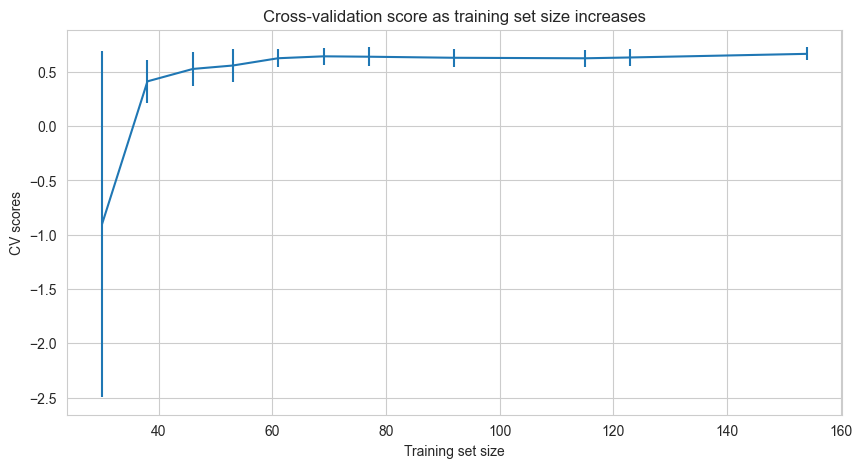 Cross-validation score as training set size increases
CV scores
0.5
0.0
−0.5
−1.0
−1.5
−2.0
−2.5
40 60 80 100 120 140 160
Training set size